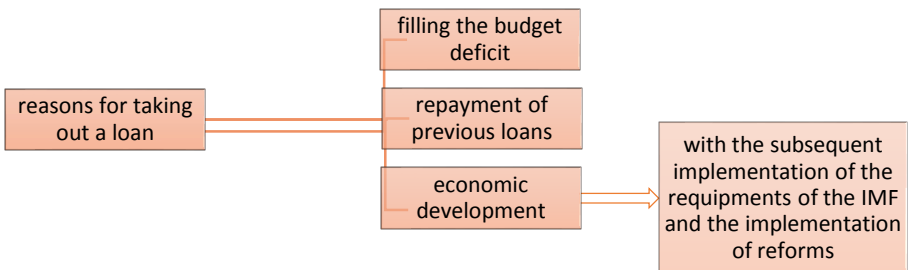 filling the budget
deficit
reasons for taking
out a loan
repayment of
previous loans
economic
development
with the subsequent
implementation of the
requipments of the IMF
and the implementation
of reforms